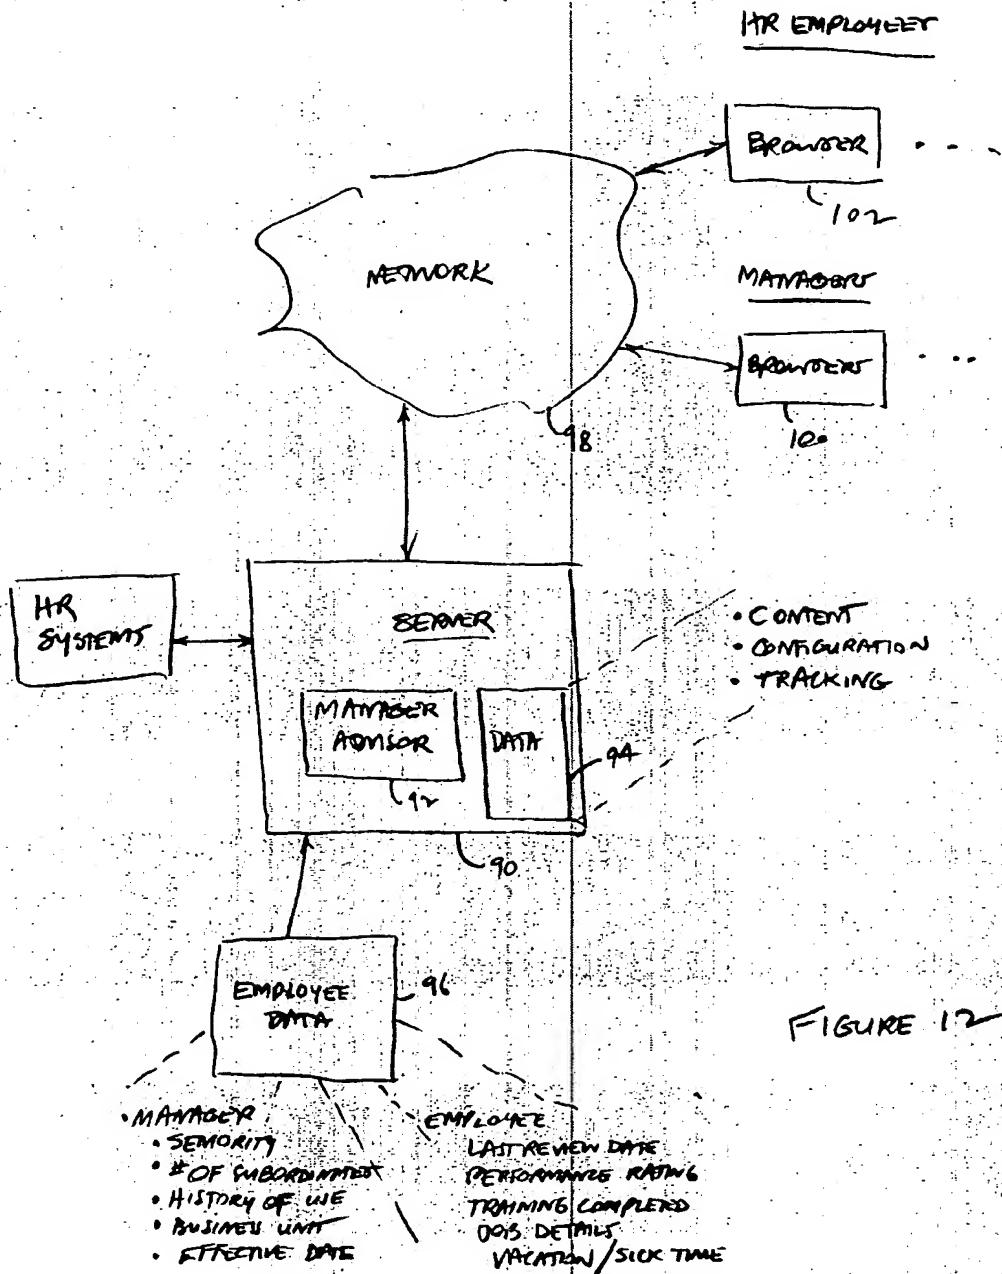 HR EMPLOYEES
BROWSER
102
NETWORK
MANAGERS
BROWSERS
100
98
HR
SYSTEMS
SERVER
MANAGER
ADVISOR
92
DATA
94
• CONTENT
• CONFIGURATION
• TRACKING
90
EMPLOYEE
DATA
96
FIGURE 12
• MANAGER
• SENIORITY
• # OF SUBORDINATES
• HISTORY OF USE
• BUSINESS UNIT
• EFFECTIVE DATE
EMPLOYEE
LAST REVIEW DATE
PERFORMANCE RATING
TRAINING COMPLETED
DETAILS
VACATION/SICK TIME